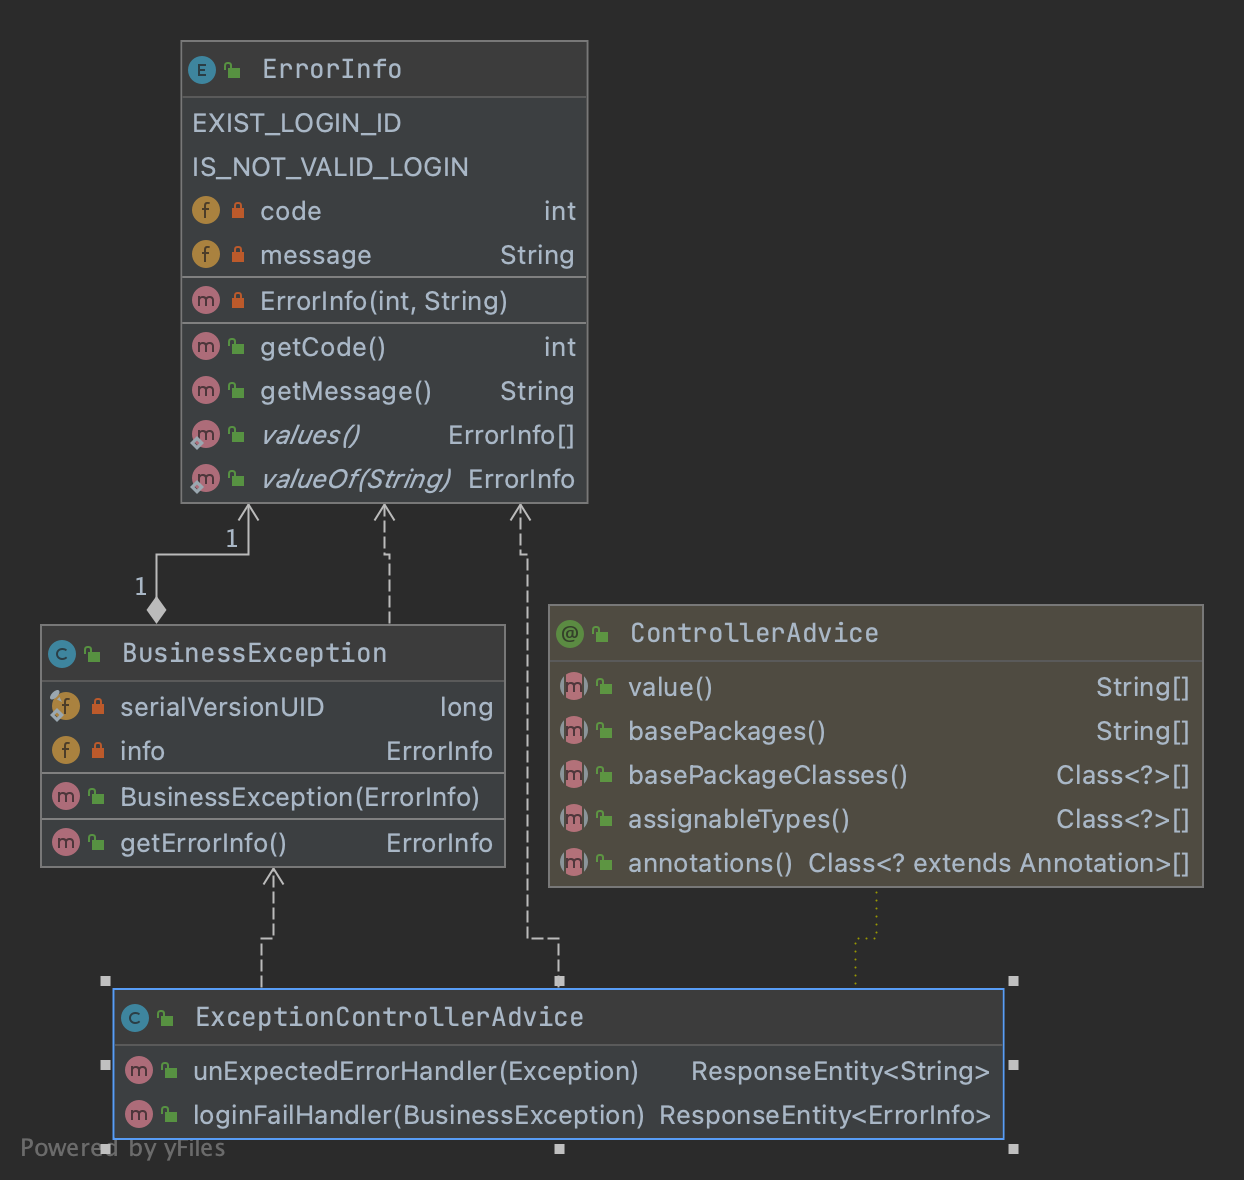 E ErrorInfo
EXIST_LOGIN_ID
IS_NOT_VALID_LOGIN
f code int
f message String
m ErrorInfo(int, String)
m getCode() int
m getMessage() String
m values() ErrorInfo[]
m valueOf(String) ErrorInfo
1
1
C BusinessException
f serialVersionUID long
f info ErrorInfo
m BusinessException(ErrorInfo)
m getErrorInfo() ErrorInfo
@ ControllerAdvice
m value() String[]
m basePackages() String[]
m basePackageClasses() Class<?>[]
m assignableTypes() Class<?>[]
m annotations() Class<? extends Annotation>[]
C ExceptionControllerAdvice
m unExpectedErrorHandler(Exception) ResponseEntity<String>
m loginFailHandler(BusinessException) ResponseEntity<ErrorInfo>
Powered by yFiles